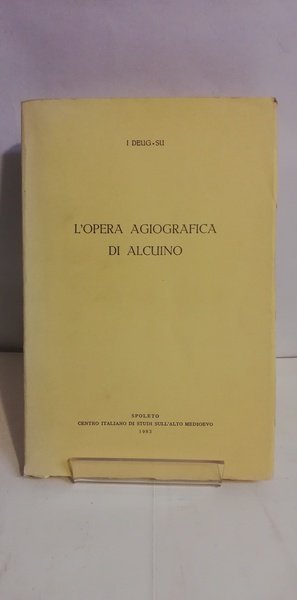 I DEUG-SU
L'OPERA AGIOGRAFICA
DI ALCUINO
SPOLETO
CENTRO ITALIANO DI STUDI SULL'ALTO MEDIOEVO
1983